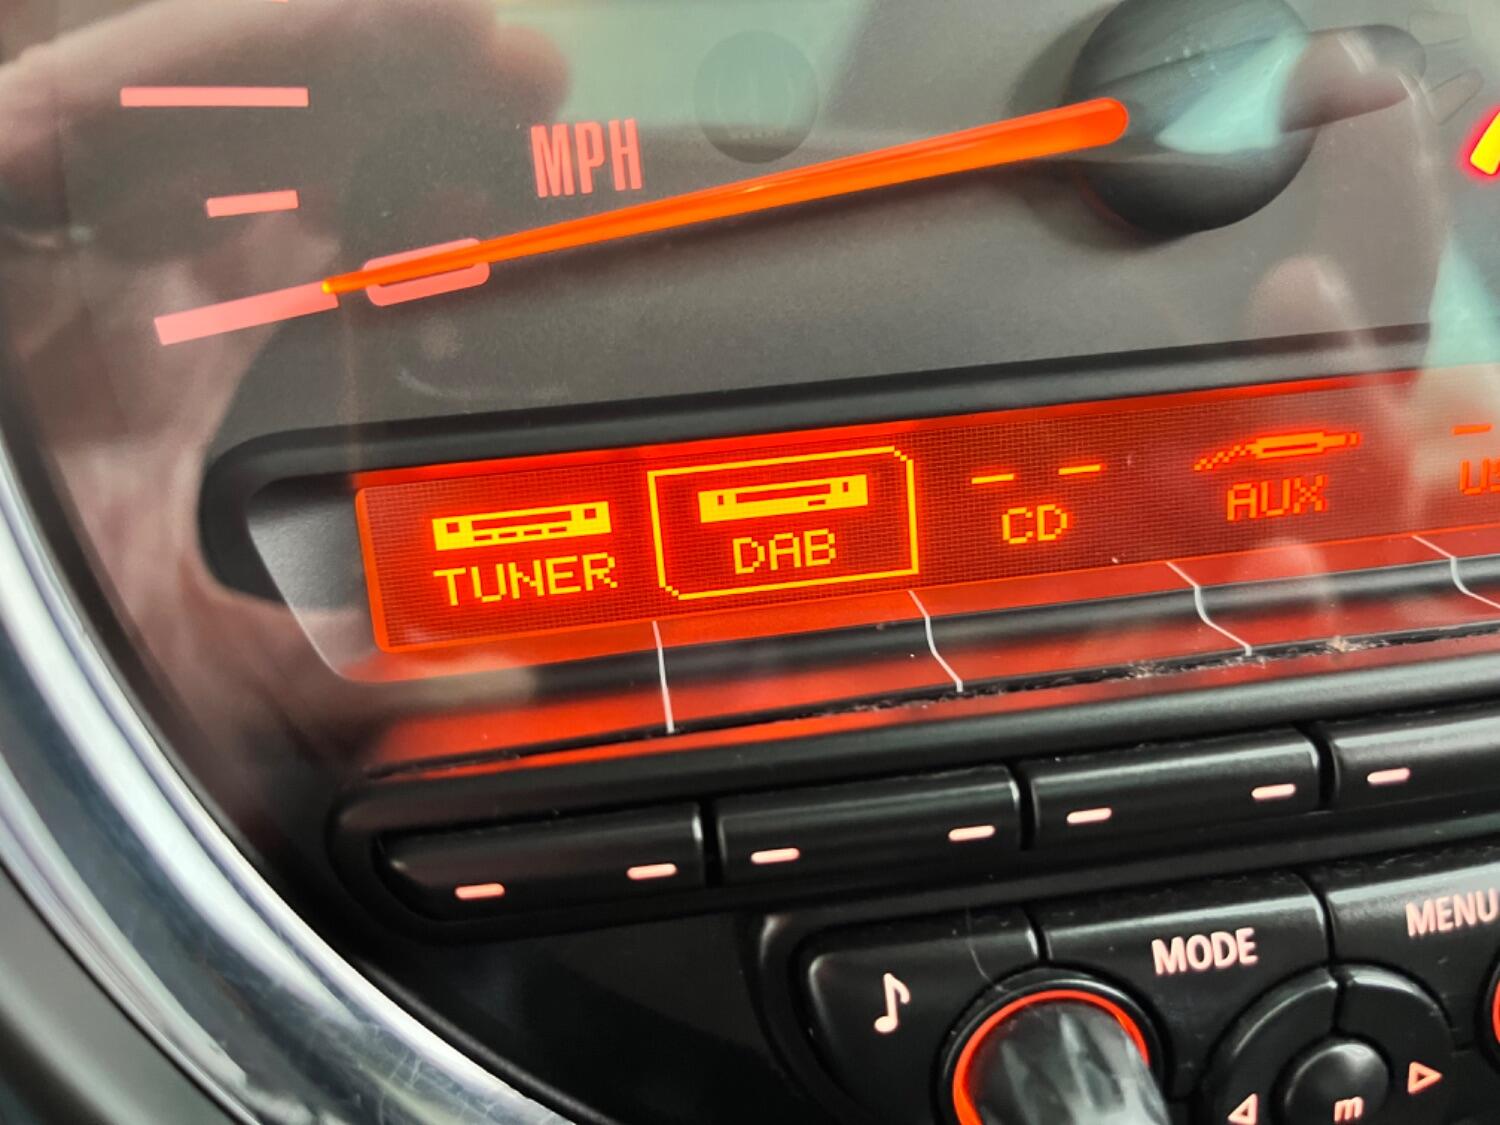 MPH
TUNER
DAB
CD
AUX
MODE
MENU
m